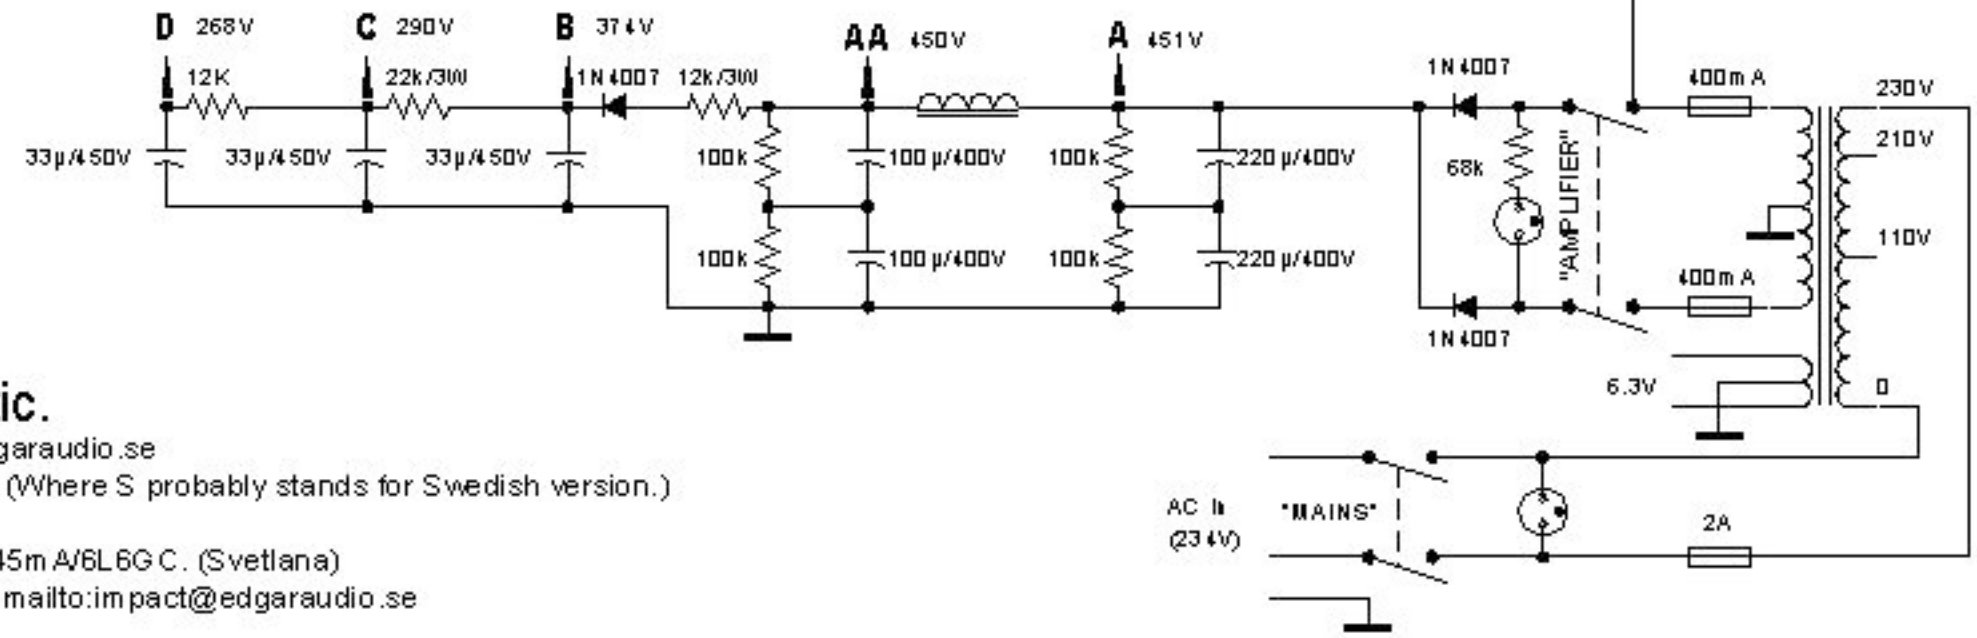 D 268V C 290V B 374V AA 450V A 451V
12K 22k/3W 1N4007 12k/3W 1N4007 400mA 230V
210V
33µ/450V 33µ/450V 33µ/450V 100k 100µ/400V 100k 220µ/400V 68k "AMPLIFIER"
110V
100k 100µ/400V 100k 220µ/400V 400mA
1N4007
6.3V 0
ic.
garaudio.se
(Where S probably stands for Swedish version.)
AC In "MAINS" 2A
(234V)
45mA/6L6GC. (Svetlana)
mailto:impact@edgaraudio.se